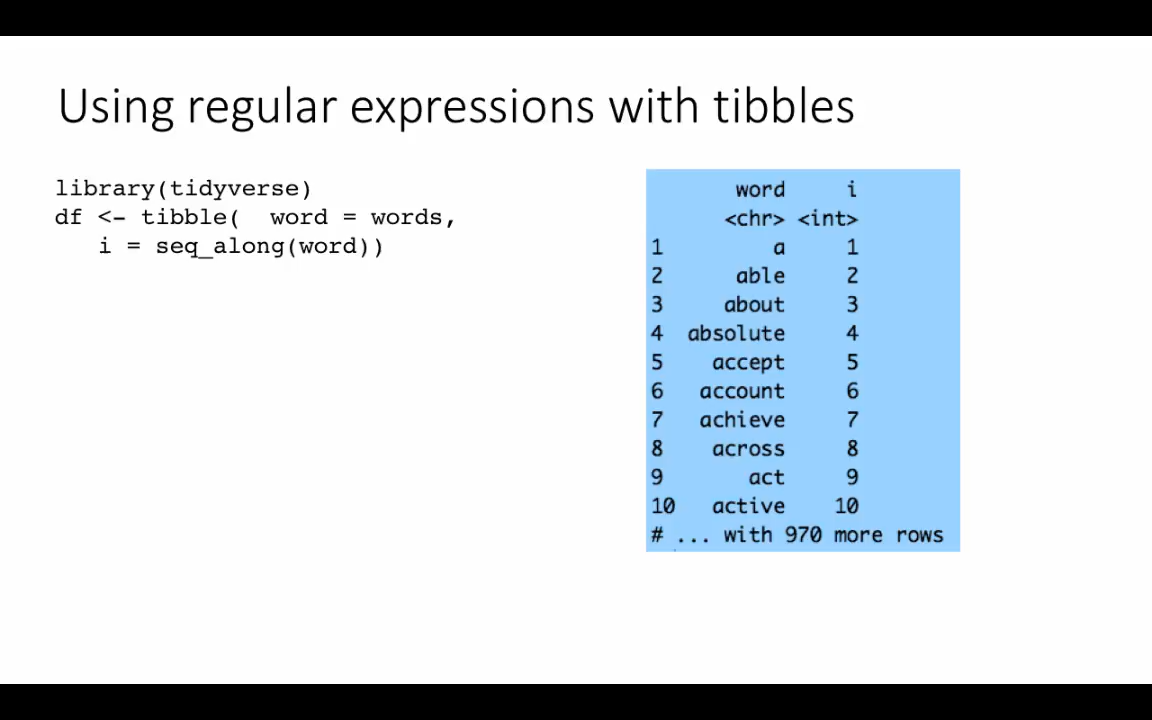 Using regular expressions with tibbles
library(tidyverse)
df <- tibble(  word = words,
   i = seq_along(word))
word i
<chr> <int>
1 a 1
2 able 2
3 about 3
4 absolute 4
5 accept 5
6 account 6
7 achieve 7
8 across 8
9 act 9
10 active 10
# ... with 970 more rows